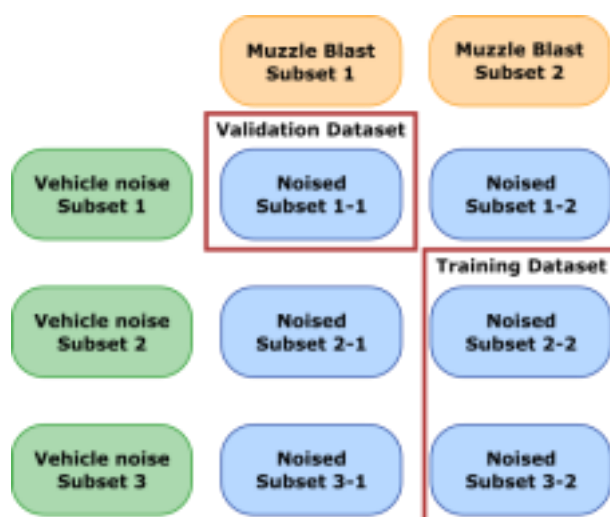 Muzzle Blast
Subset 1
Muzzle Blast
Subset 2
Validation Dataset
Vehicle noise
Subset 1
Noised
Subset 1-1
Noised
Subset 1-2
Training Dataset
Vehicle noise
Subset 2
Noised
Subset 2-1
Noised
Subset 2-2
Vehicle noise
Subset 3
Noised
Subset 3-1
Noised
Subset 3-2